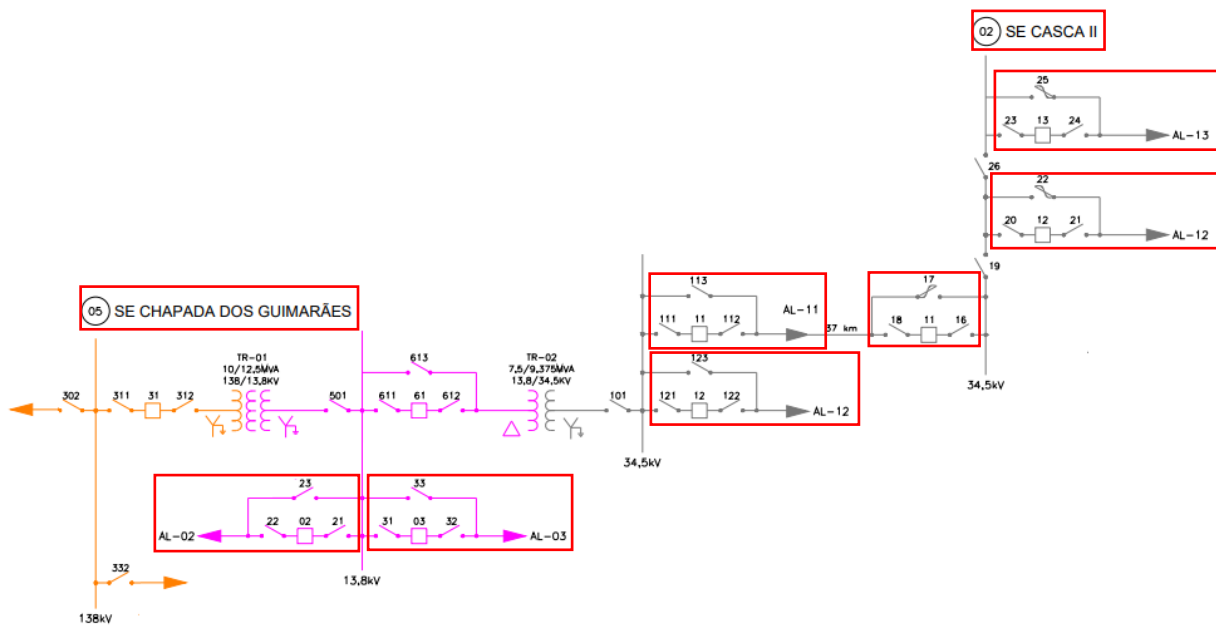 02 SE CASCA II
25
23 13 24
AL-13
26
22
20 12 21
AL-12
19
17
18 11 16
34,5kV
05 SE CHAPADA DOS GUIMARÃES
113
AL-11
111 11 112
37 km
123
121 12 122
AL-12
TR-01
10/12,5MVA
138/13,8KV
613
TR-02
7,5/9,375MVA
13,8/34,5KV
302 311 31 312 501 611 61 612 101
34,5kV
23
33
22 02 21
31 03 32
AL-02
AL-03
13,8kV
332
138kV